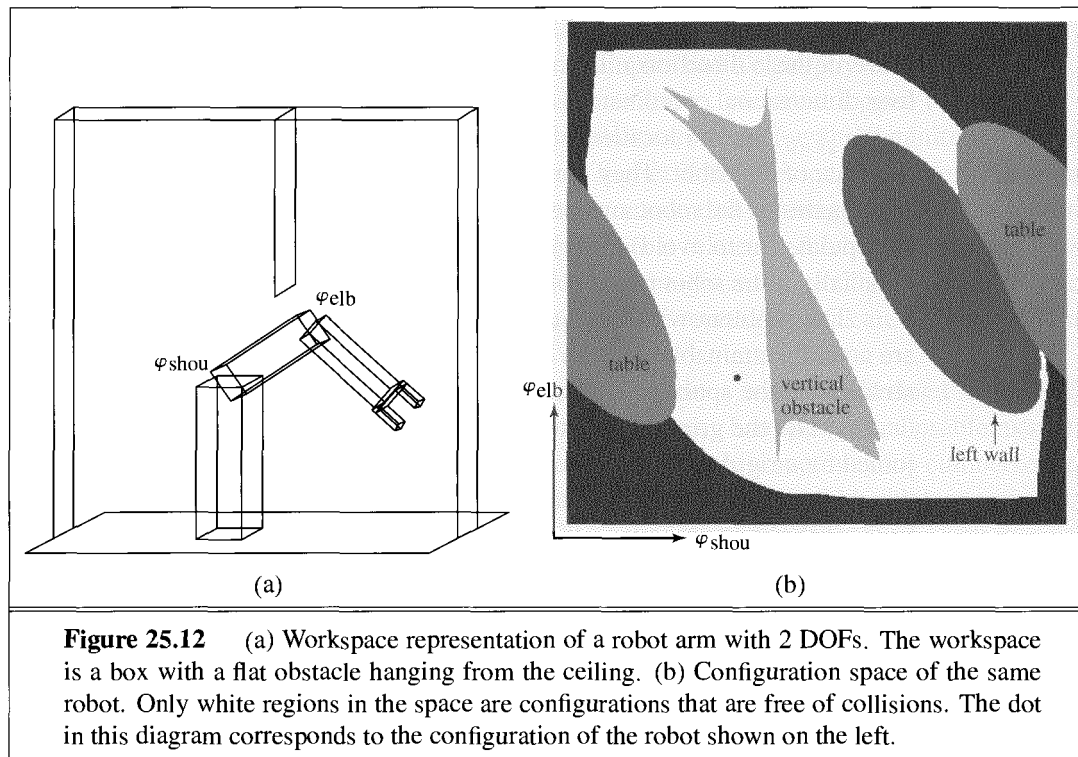 φshou
φelb
(a)
table
table
vertical
obstacle
left wall
φelb
φshou
(b)
Figure 25.12 (a) Workspace representation of a robot arm with 2 DOFs. The workspace
is a box with a flat obstacle hanging from the ceiling. (b) Configuration space of the same
robot. Only white regions in the space are configurations that are free of collisions. The dot
in this diagram corresponds to the configuration of the robot shown on the left.